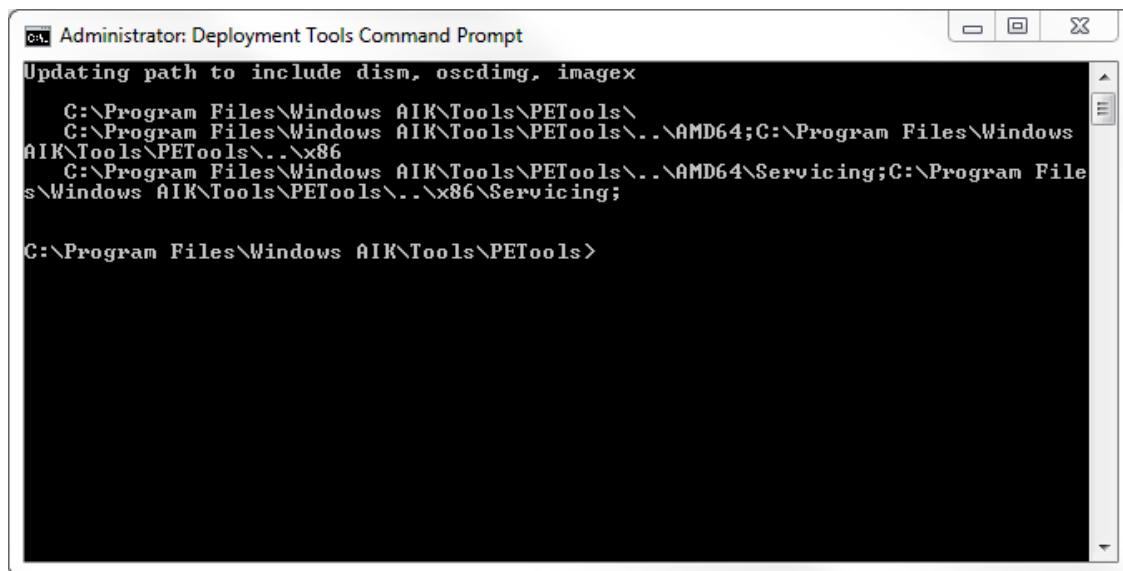 Administrator: Deployment Tools Command Prompt
Updating path to include dism, oscdimg, imagex
C:\Program Files\Windows AIK\Tools\PETools\
C:\Program Files\Windows AIK\Tools\PETools\..\AMD64;C:\Program Files\Windows
AIK\Tools\PETools\..\x86
C:\Program Files\Windows AIK\Tools\PETools\..\AMD64\Servicing;C:\Program File
s\Windows AIK\Tools\PETools\..\x86\Servicing;
C:\Program Files\Windows AIK\Tools\PETools>